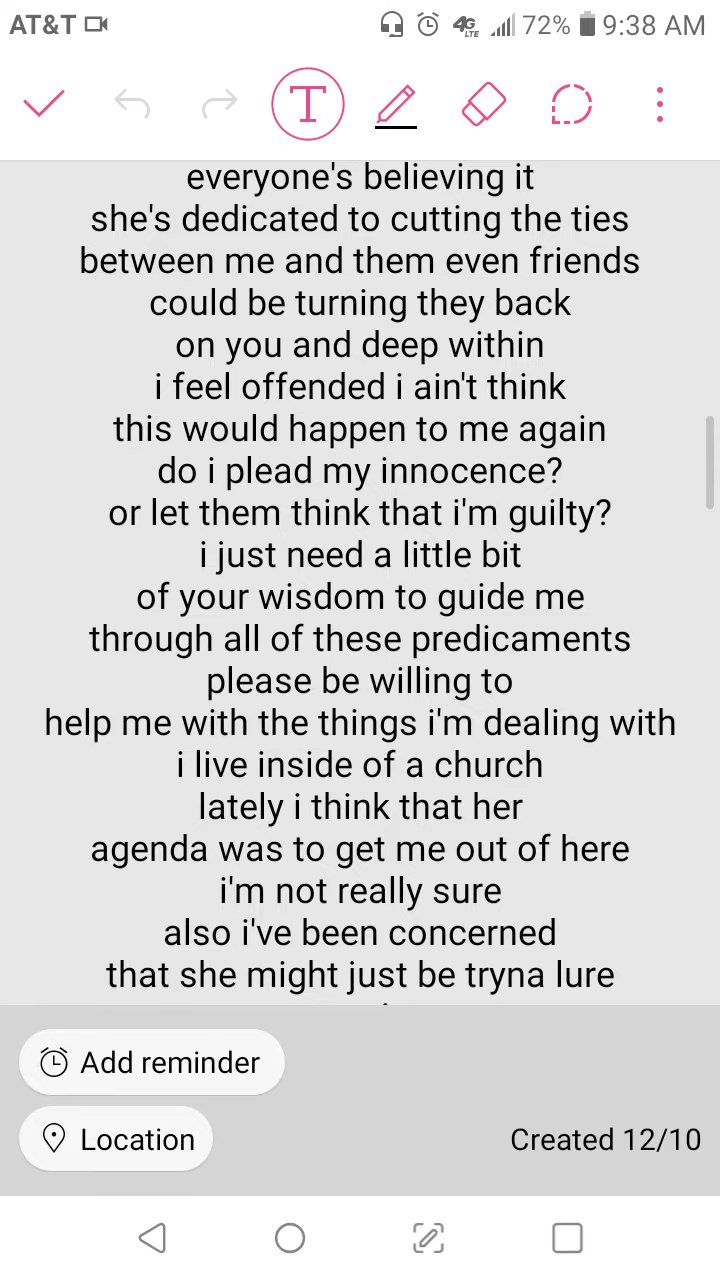 AT&T 4G LTE 72% 9:38 AM
T
everyone's believing it
she's dedicated to cutting the ties
between me and them even friends
could be turning they back
on you and deep within
i feel offended i ain't think
this would happen to me again
do i plead my innocence?
or let them think that i'm guilty?
i just need a little bit
of your wisdom to guide me
through all of these predicaments
please be willing to
help me with the things i'm dealing with
i live inside of a church
lately i think that her
agenda was to get me out of here
i'm not really sure
also i've been concerned
that she might just be tryna lure
Add reminder
Location
Created 12/10